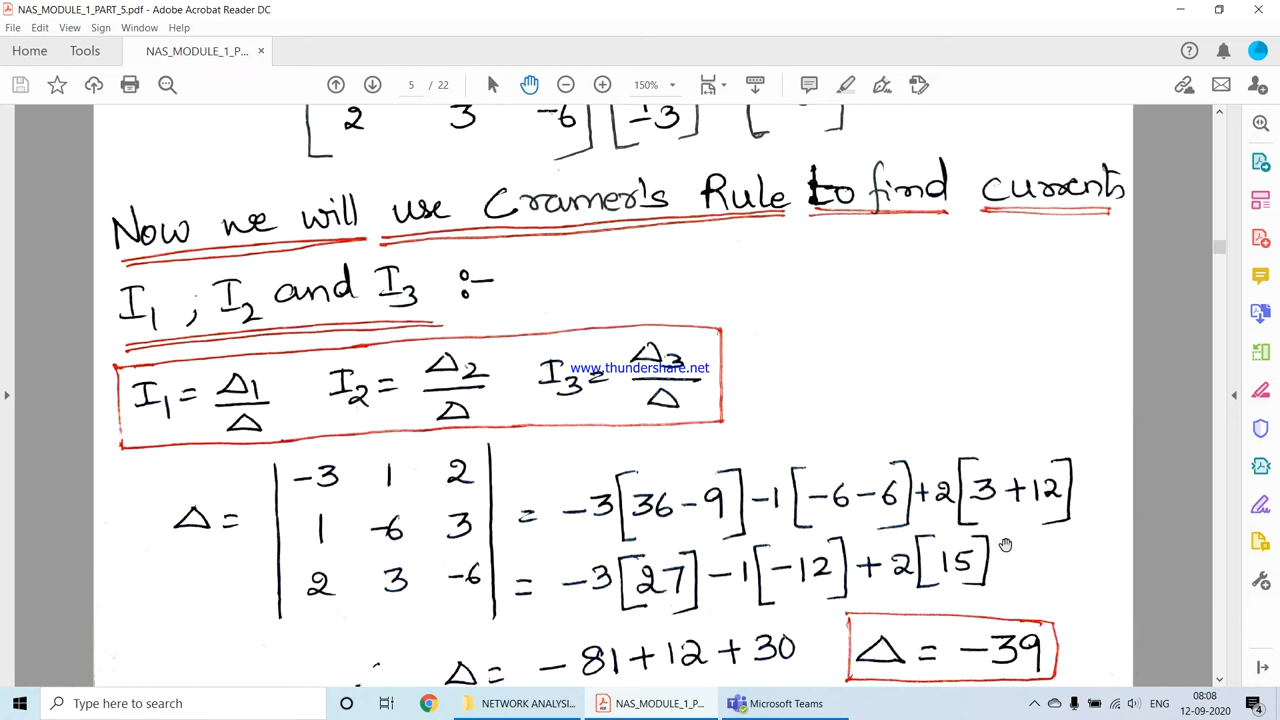 NAS_MODULE_1_PART_5.pdf - Adobe Acrobat Reader DC
File Edit View Sign Window Help
Home Tools NAS_MODULE_1_P... ×
5 / 22 150%
2 3 -6 -3
Now we will use Cramer's Rule to find currents
I1 , I2 and I3 :-
I1 = Δ1/Δ I2 = Δ2/Δ I3 = Δ3/Δ
www.thundershare.net
Δ = | -3 1 2 | = -3[36-9] -1[-6-6] +2[3+12]
| 1 -6 3 |
| 2 3 -6 | = -3[27] -1[-12] +2[15]
∴ Δ = -81+12+30 Δ = -39
Type here to search
NETWORK ANALYSI... NAS_MODULE_1_P... Microsoft Teams
08:08
12-09-2020
4